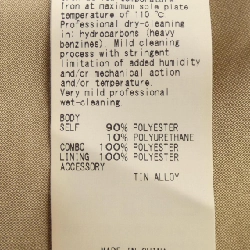 Iron at maximum sole plate
temperature of 110 °c
Professional dry-cleaning
in hydrocarbons (heavy
benzines) Mild cleaning
process with stringent
limitation of added humidity
and/or mechanical action
and/or temperature.
Very mild professional
wet-cleaning
BODY
SELF 90% POLYESTER
10% POLYURETHANE
CONBO 100% POLYESTER
LINING 100% POLYESTER
ACCESSORY
TIN ALLOY